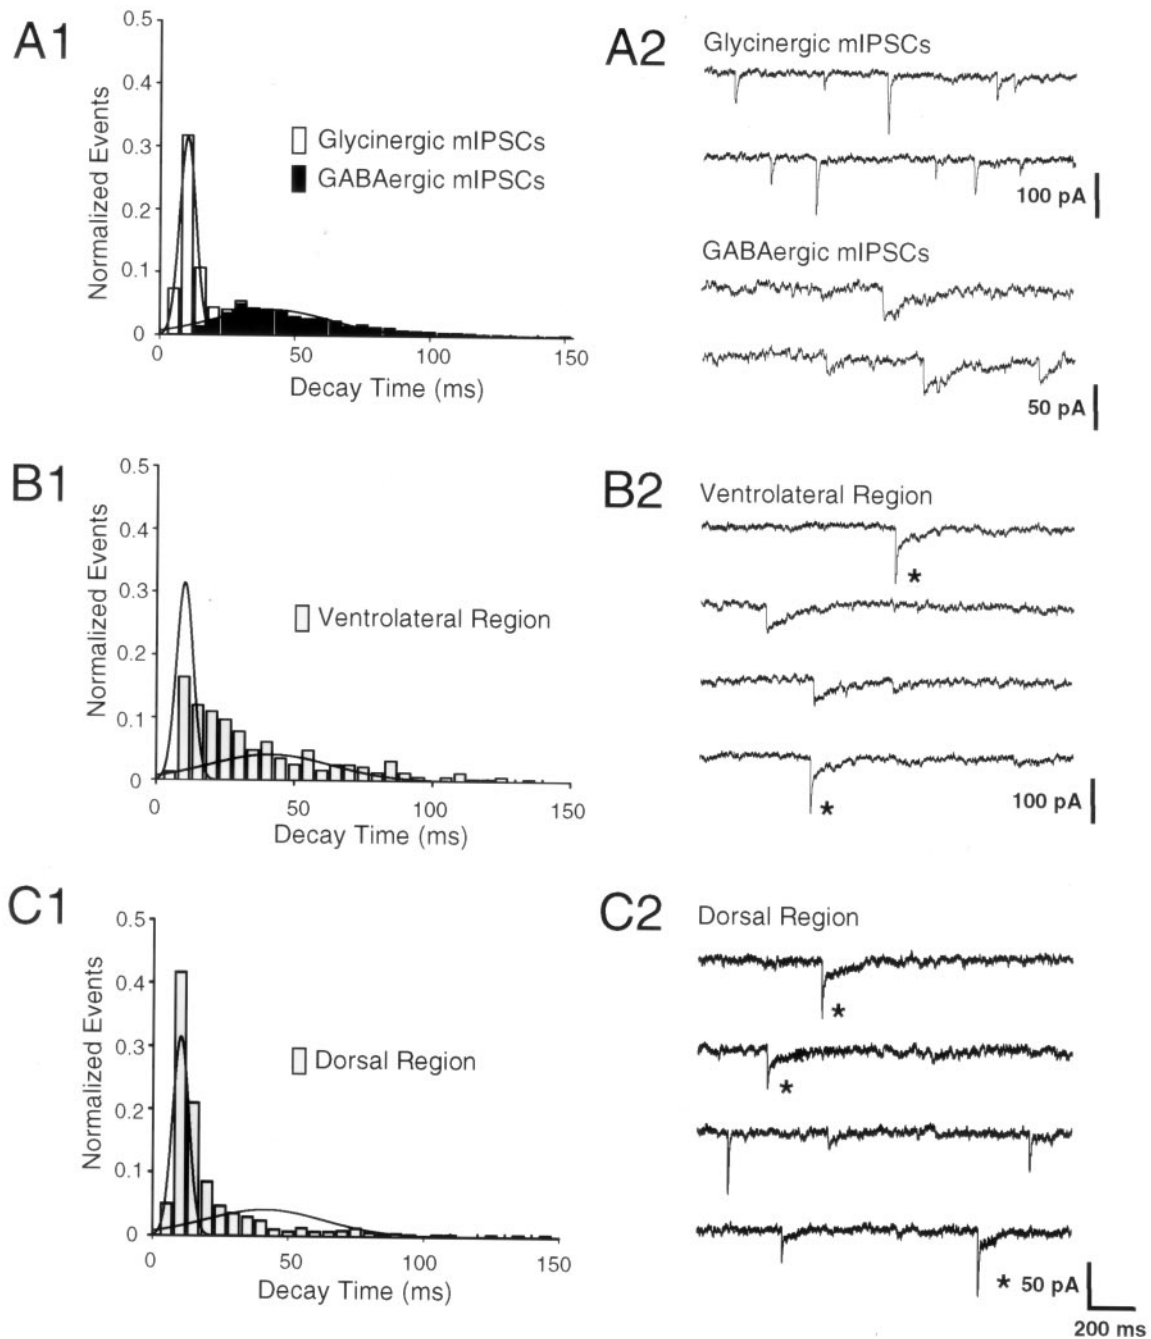 A1
0.5
0.4
0.3
0.2
0.1
0
Normalized Events
Glycinergic mIPSCs
GABAergic mIPSCs
0 50 100 150
Decay Time (ms)
A2
Glycinergic mIPSCs
100 pA
GABAergic mIPSCs
50 pA
B1
0.5
0.4
0.3
0.2
0.1
0
Normalized Events
Ventrolateral Region
0 50 100 150
Decay Time (ms)
B2
Ventrolateral Region
*
*
100 pA
C1
0.5
0.4
0.3
0.2
0.1
0
Normalized Events
Dorsal Region
0 50 100 150
Decay Time (ms)
C2
Dorsal Region
*
*
* 50 pA
200 ms